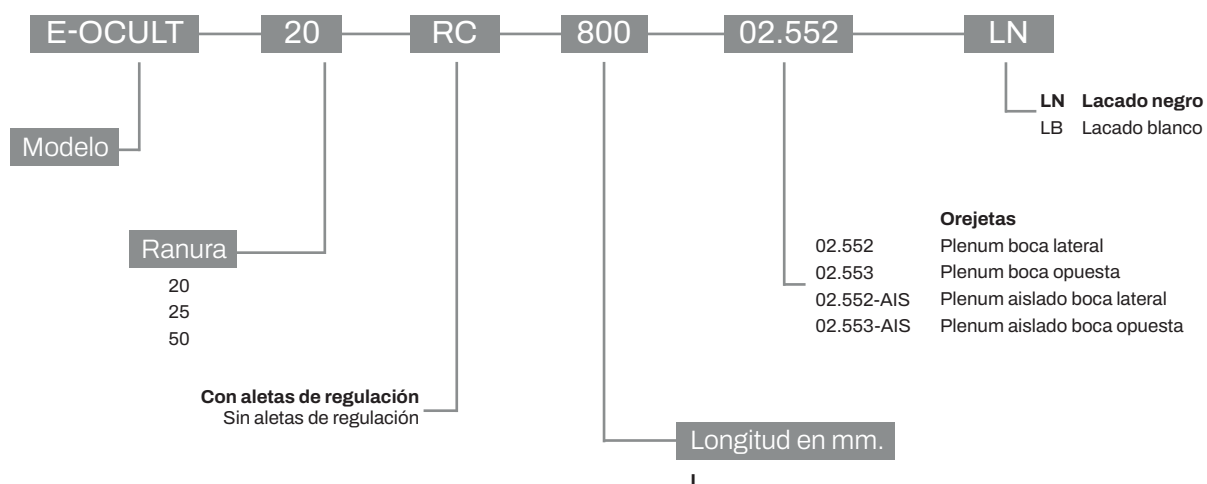 E-OCULT 20 RC 800 02.552 LN
LN Lacado negro
LB Lacado blanco
Modelo
Orejetas
Ranura
02.552 Plenum boca lateral
02.553 Plenum boca opuesta
02.552-AIS Plenum aislado boca lateral
02.553-AIS Plenum aislado boca opuesta
20
25
50
Con aletas de regulación
Sin aletas de regulación
Longitud en mm.
L